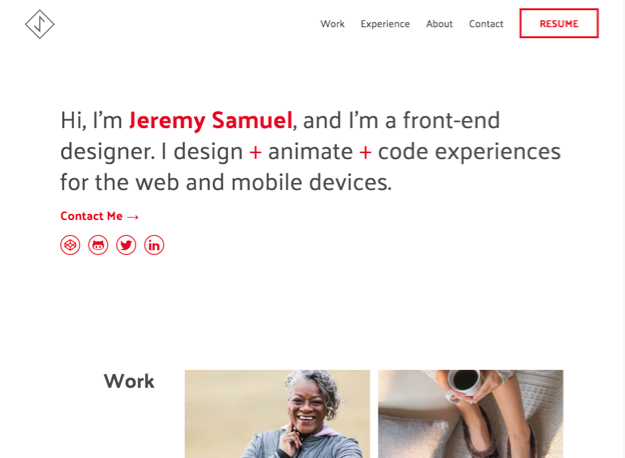 Work Experience About Contact RESUME
Hi, I'm Jeremy Samuel, and I'm a front-end
designer. I design + animate + code experiences
for the web and mobile devices.
Contact Me →
in
Work